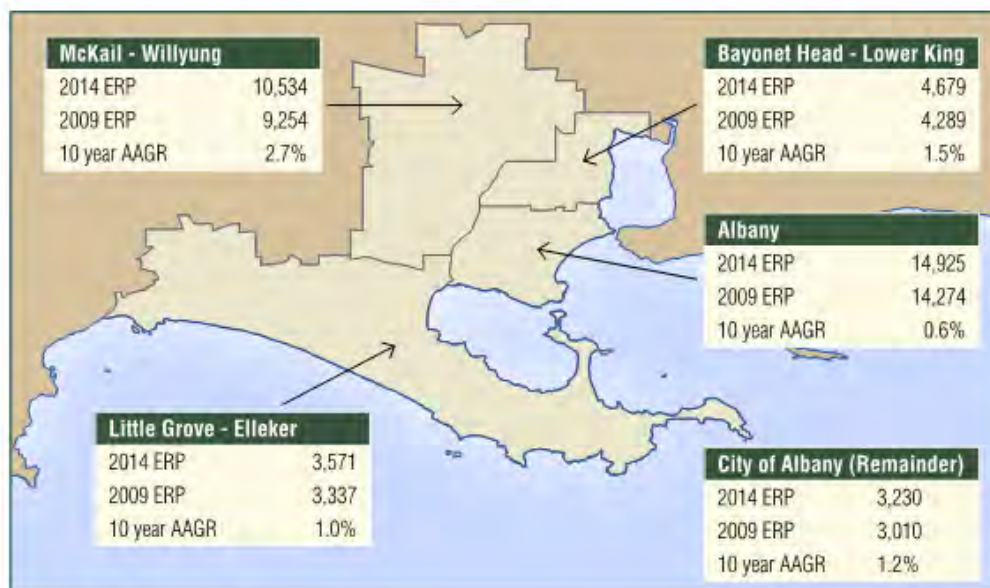 McKail - Willyung
2014 ERP 10,534
2009 ERP 9,254
10 year AAGR 2.7%
Bayonet Head - Lower King
2014 ERP 4,679
2009 ERP 4,289
10 year AAGR 1.5%
Albany
2014 ERP 14,925
2009 ERP 14,274
10 year AAGR 0.6%
Little Grove - Elleker
2014 ERP 3,571
2009 ERP 3,337
10 year AAGR 1.0%
City of Albany (Remainder)
2014 ERP 3,230
2009 ERP 3,010
10 year AAGR 1.2%